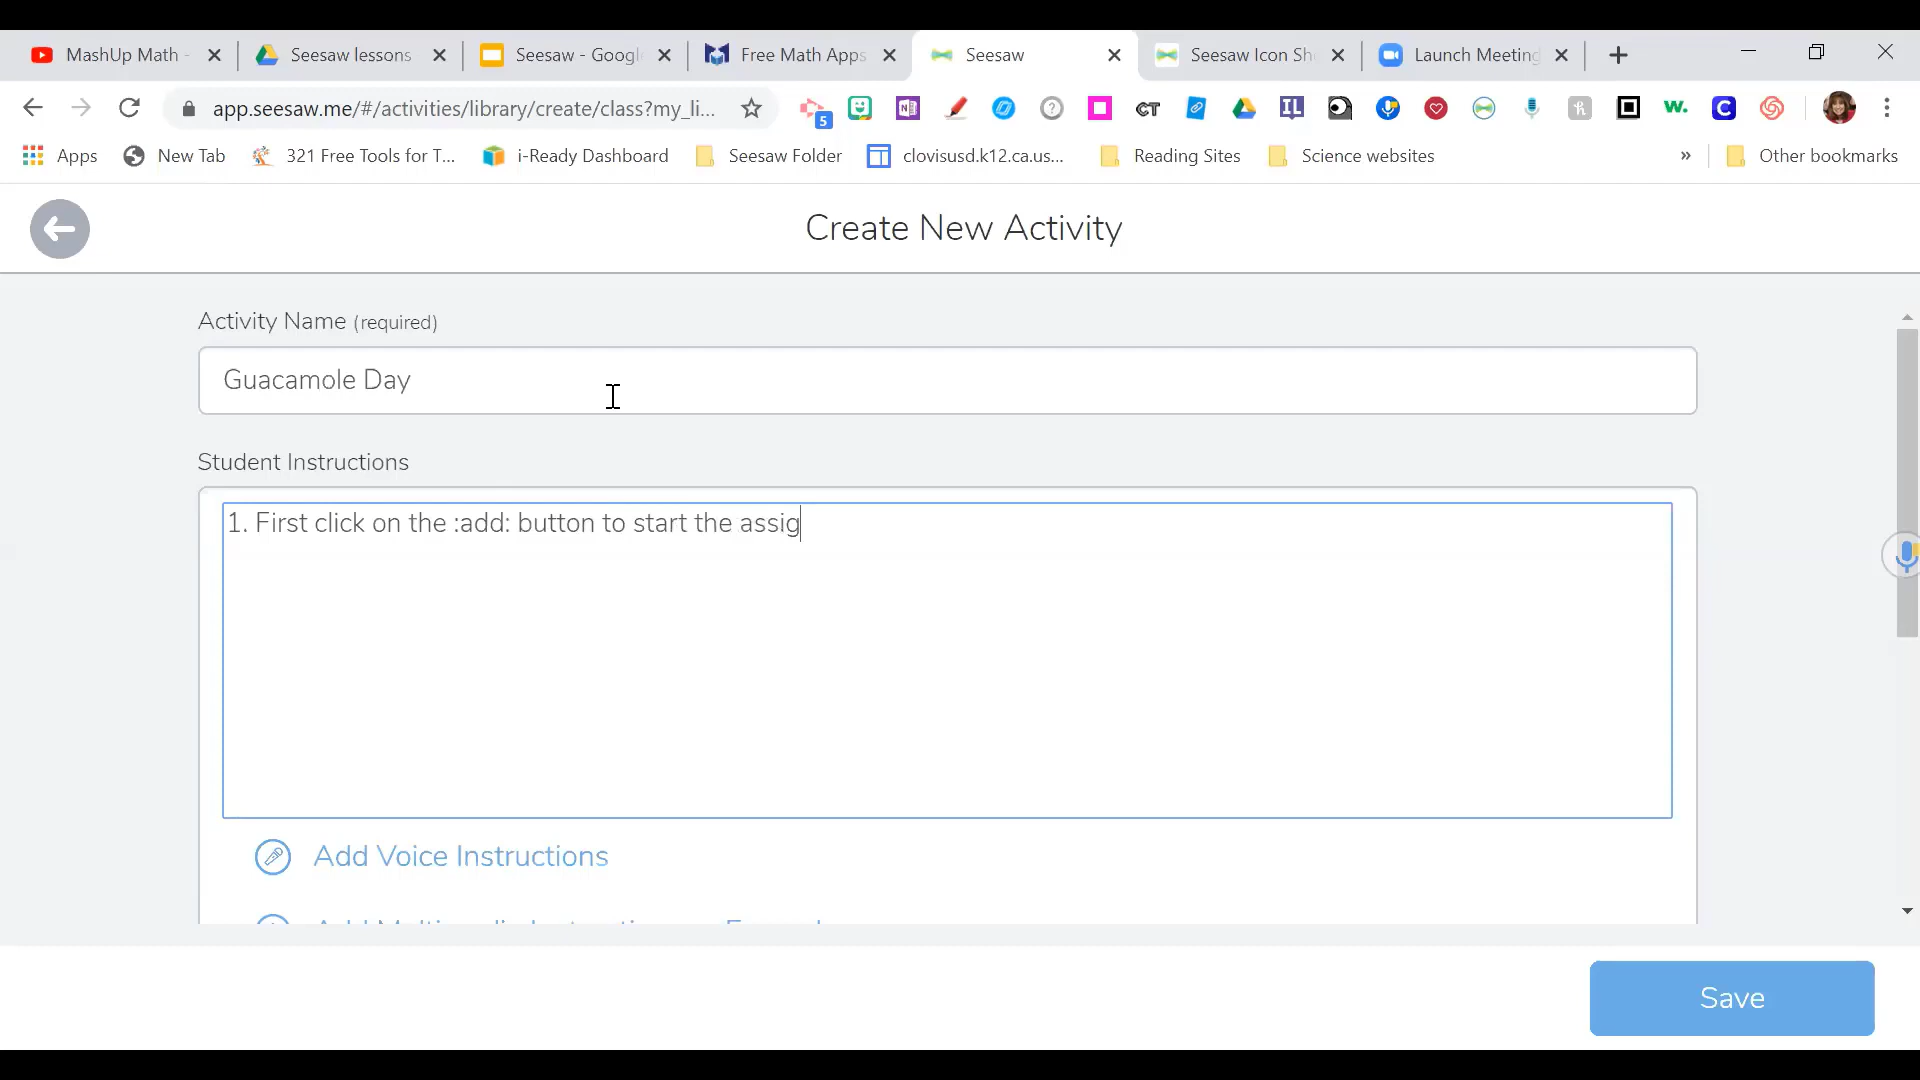 MashUp Math -
Seesaw lessons
Seesaw - Googl
Free Math Apps
Seesaw
Seesaw Icon Sh
Launch Meeting
app.seesaw.me/#/activities/library/create/class?my_li...
5
CT
IL
h
w.
C
Apps
New Tab
321 Free Tools for T...
i-Ready Dashboard
Seesaw Folder
clovisusd.k12.ca.us...
Reading Sites
Science websites
»
Other bookmarks
Create New Activity
Activity Name (required)
Guacamole Day
Student Instructions
1. First click on the :add: button to start the assig
Add Voice Instructions
Save